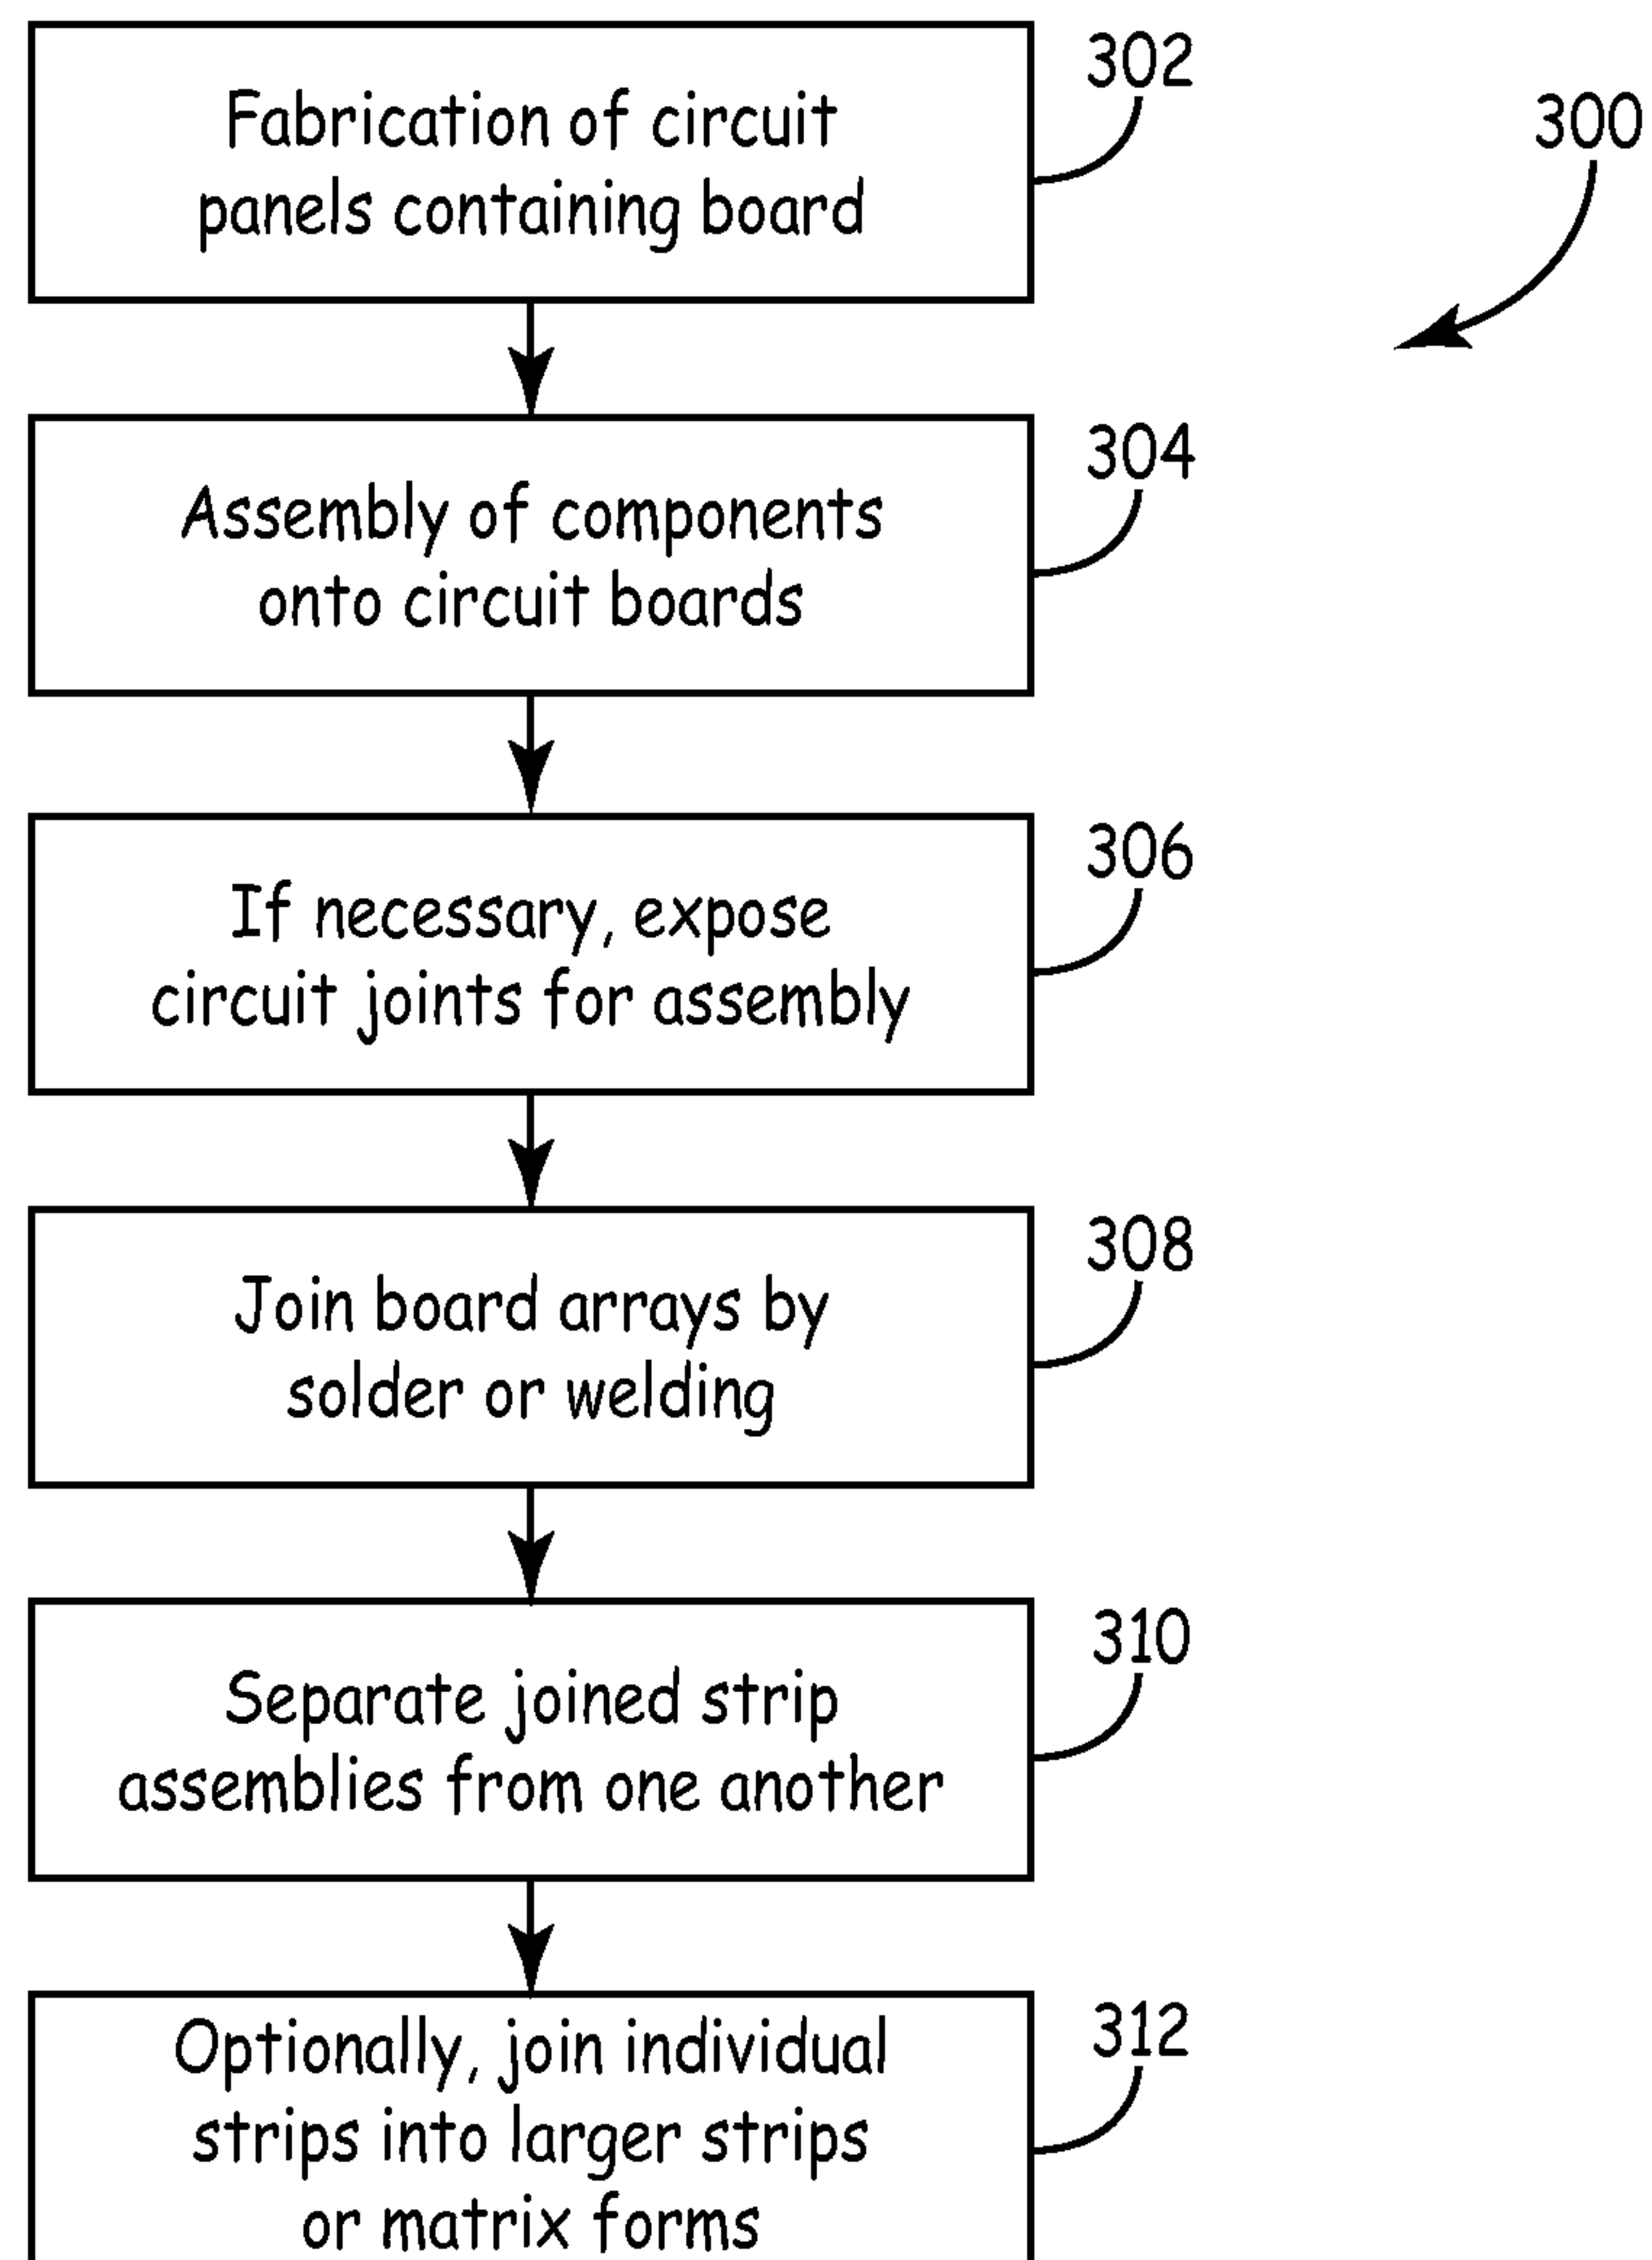 Fabrication of circuit
panels containing board
302
300
Assembly of components
onto circuit boards
304
If necessary, expose
circuit joints for assembly
306
Join board arrays by
solder or welding
308
Separate joined strip
assemblies from one another
310
Optionally, join individual
strips into larger strips
or matrix forms
312